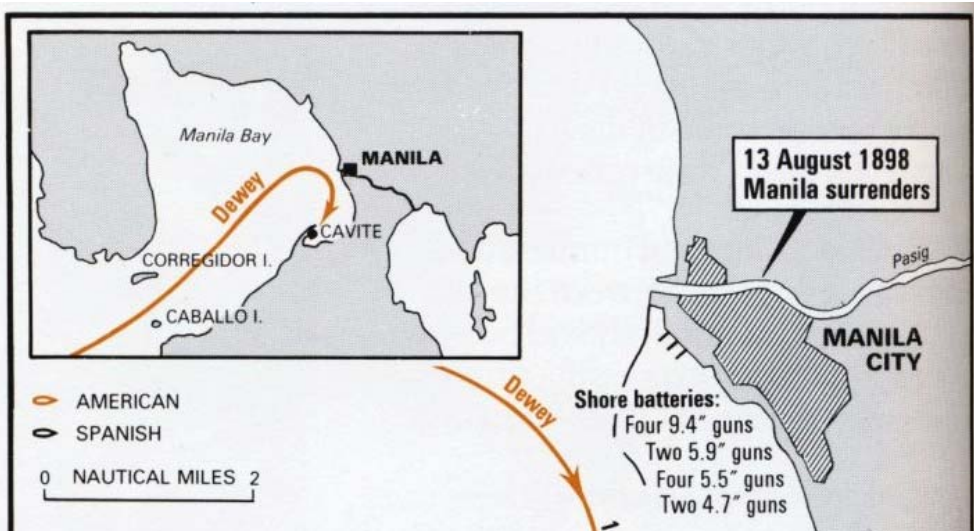 Manila Bay
MANILA
Dewey
CAVITE
CORREGIDOR I.
CABALLO I.
AMERICAN
SPANISH
0 NAUTICAL MILES 2
Dewey
13 August 1898
Manila surrenders
Pasig
MANILA
CITY
Shore batteries:
Four 9.4" guns
Two 5.9" guns
Four 5.5" guns
Two 4.7" guns
1